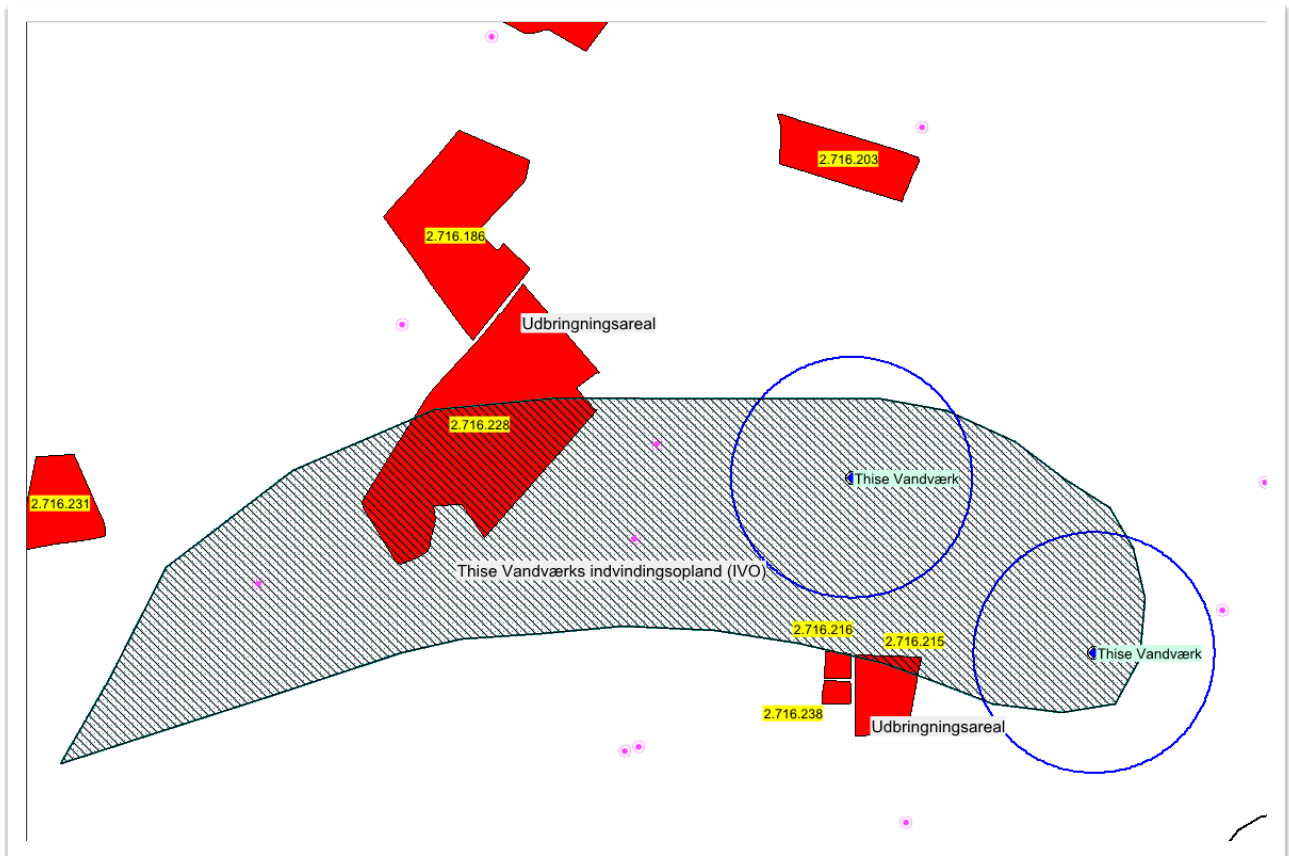 2.716.203
2.716.186
Udbringningsareal
2.716.228
Thise Vandværk
2.716.231
Thise Vandværks indvindingsopland (IVO)
2.716.216
2.716.215
Thise Vandværk
2.716.238
Udbringningsareal